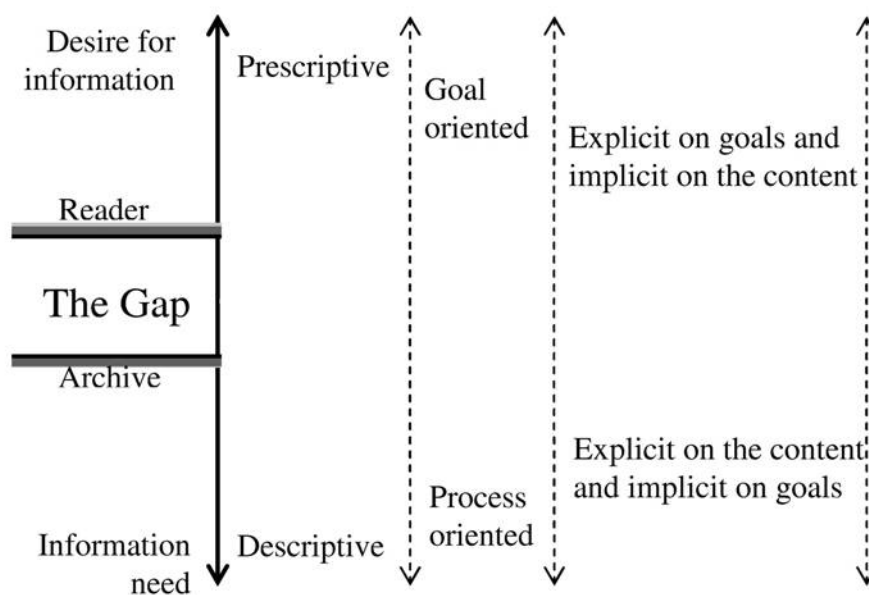 Desire for
information
Prescriptive
Goal
oriented
Explicit on goals and
implicit on the content
Reader
The Gap
Archive
Explicit on the content
and implicit on goals
Process
oriented
Information
need
Descriptive